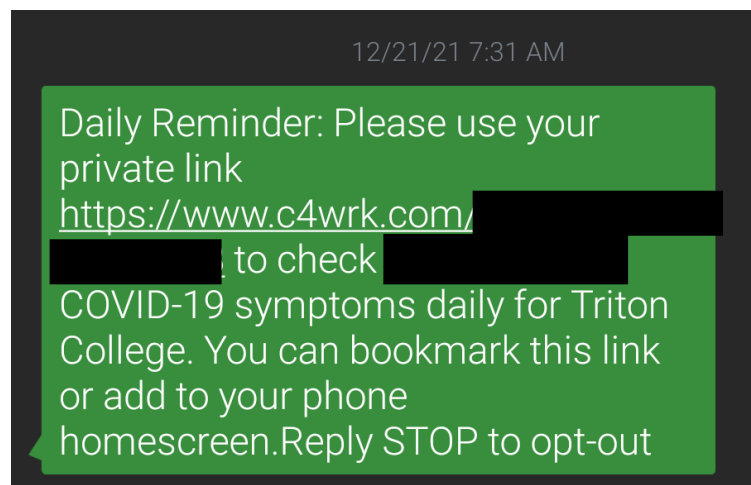 12/21/21 7:31 AM
Daily Reminder: Please use your
private link
https://www.c4wrk.com/
to check
COVID-19 symptoms daily for Triton
College. You can bookmark this link
or add to your phone
homescreen.Reply STOP to opt-out